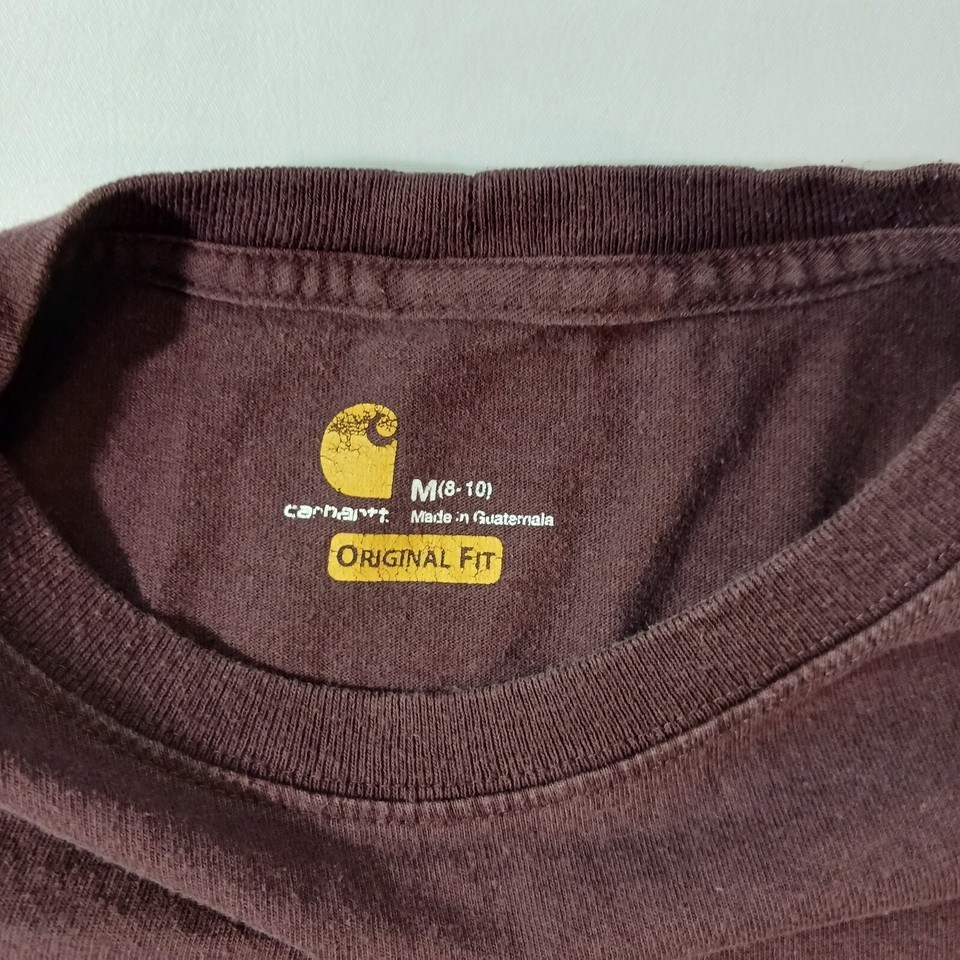 M(8-10)
carhartt Made in Guatemala
ORIGINAL FIT